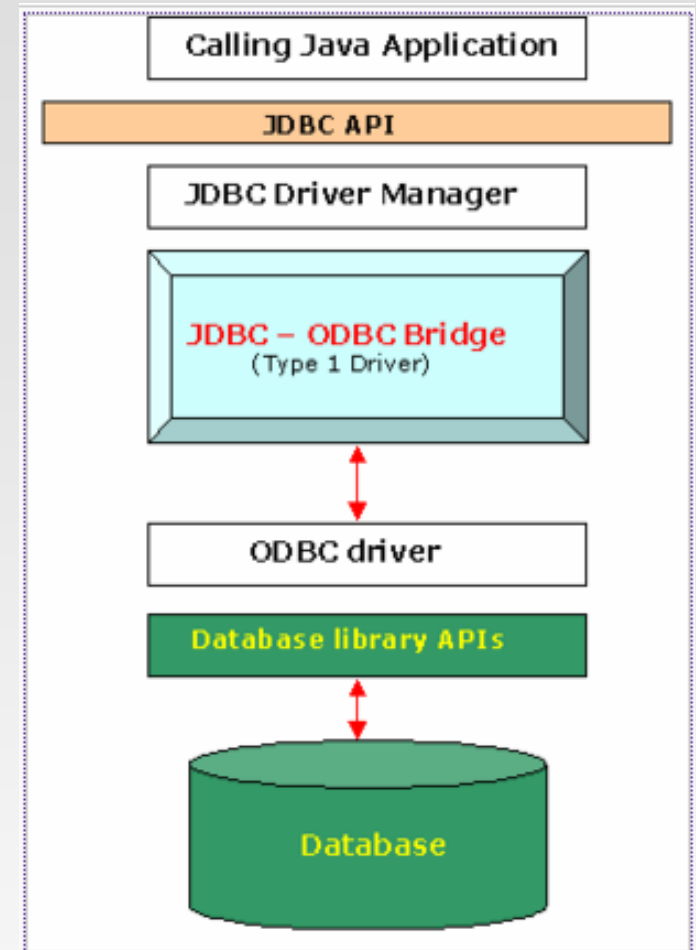 Calling Java Application
JDBC API
JDBC Driver Manager
JDBC – ODBC Bridge
(Type 1 Driver)
ODBC driver
Database library APIs
Database